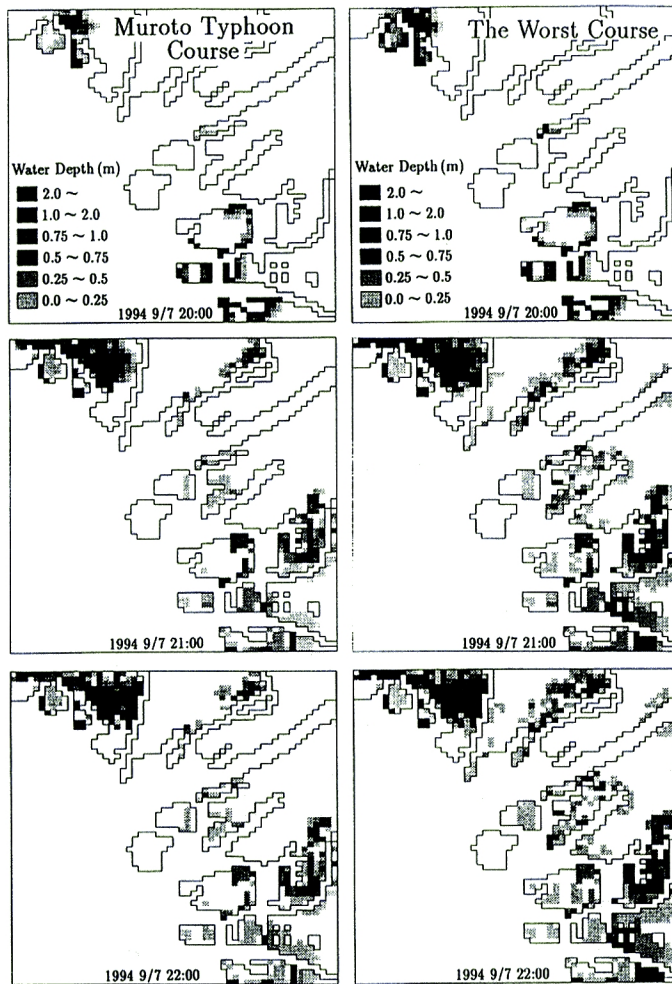 Muroto Typhoon
Course
Water Depth (m)
2.0 ~
1.0 ~ 2.0
0.75 ~ 1.0
0.5 ~ 0.75
0.25 ~ 0.5
0.0 ~ 0.25
1994 9/7 20:00
The Worst Course
Water Depth (m)
2.0 ~
1.0 ~ 2.0
0.75 ~ 1.0
0.5 ~ 0.75
0.25 ~ 0.5
0.0 ~ 0.25
1994 9/7 20:00
1994 9/7 21:00
1994 9/7 21:00
1994 9/7 22:00
1994 9/7 22:00